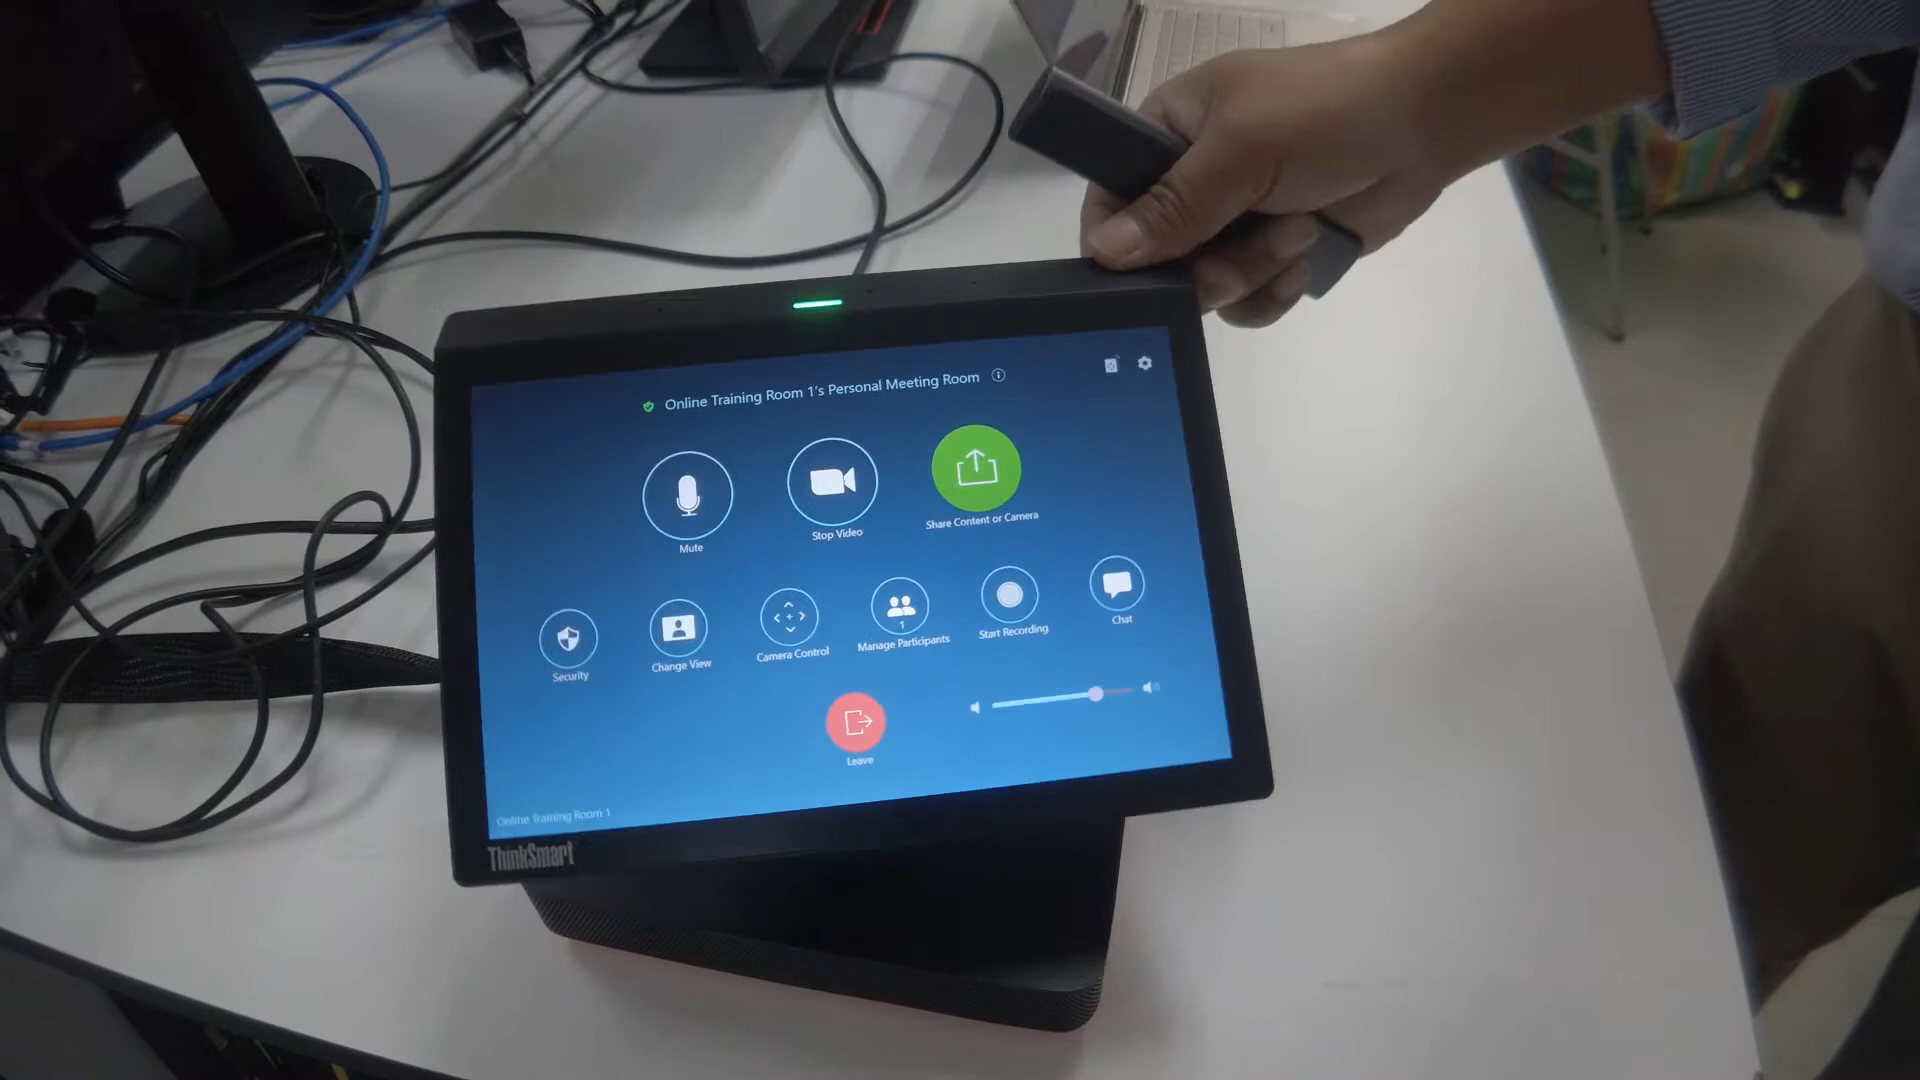 Online Training Room 1's Personal Meeting Room
Mute
Stop Video
Share Content or Camera
Security
Change View
Camera Control
1
Manage Participants
Start Recording
Chat
Leave
Online Training Room 1
ThinkSmart